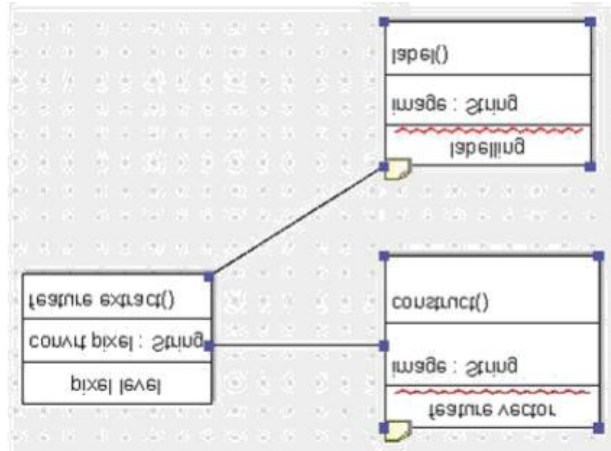 feature vector
image : String
construct()
pixel level
convrt pixel : String
feature extract()
labelling
image : String
label()